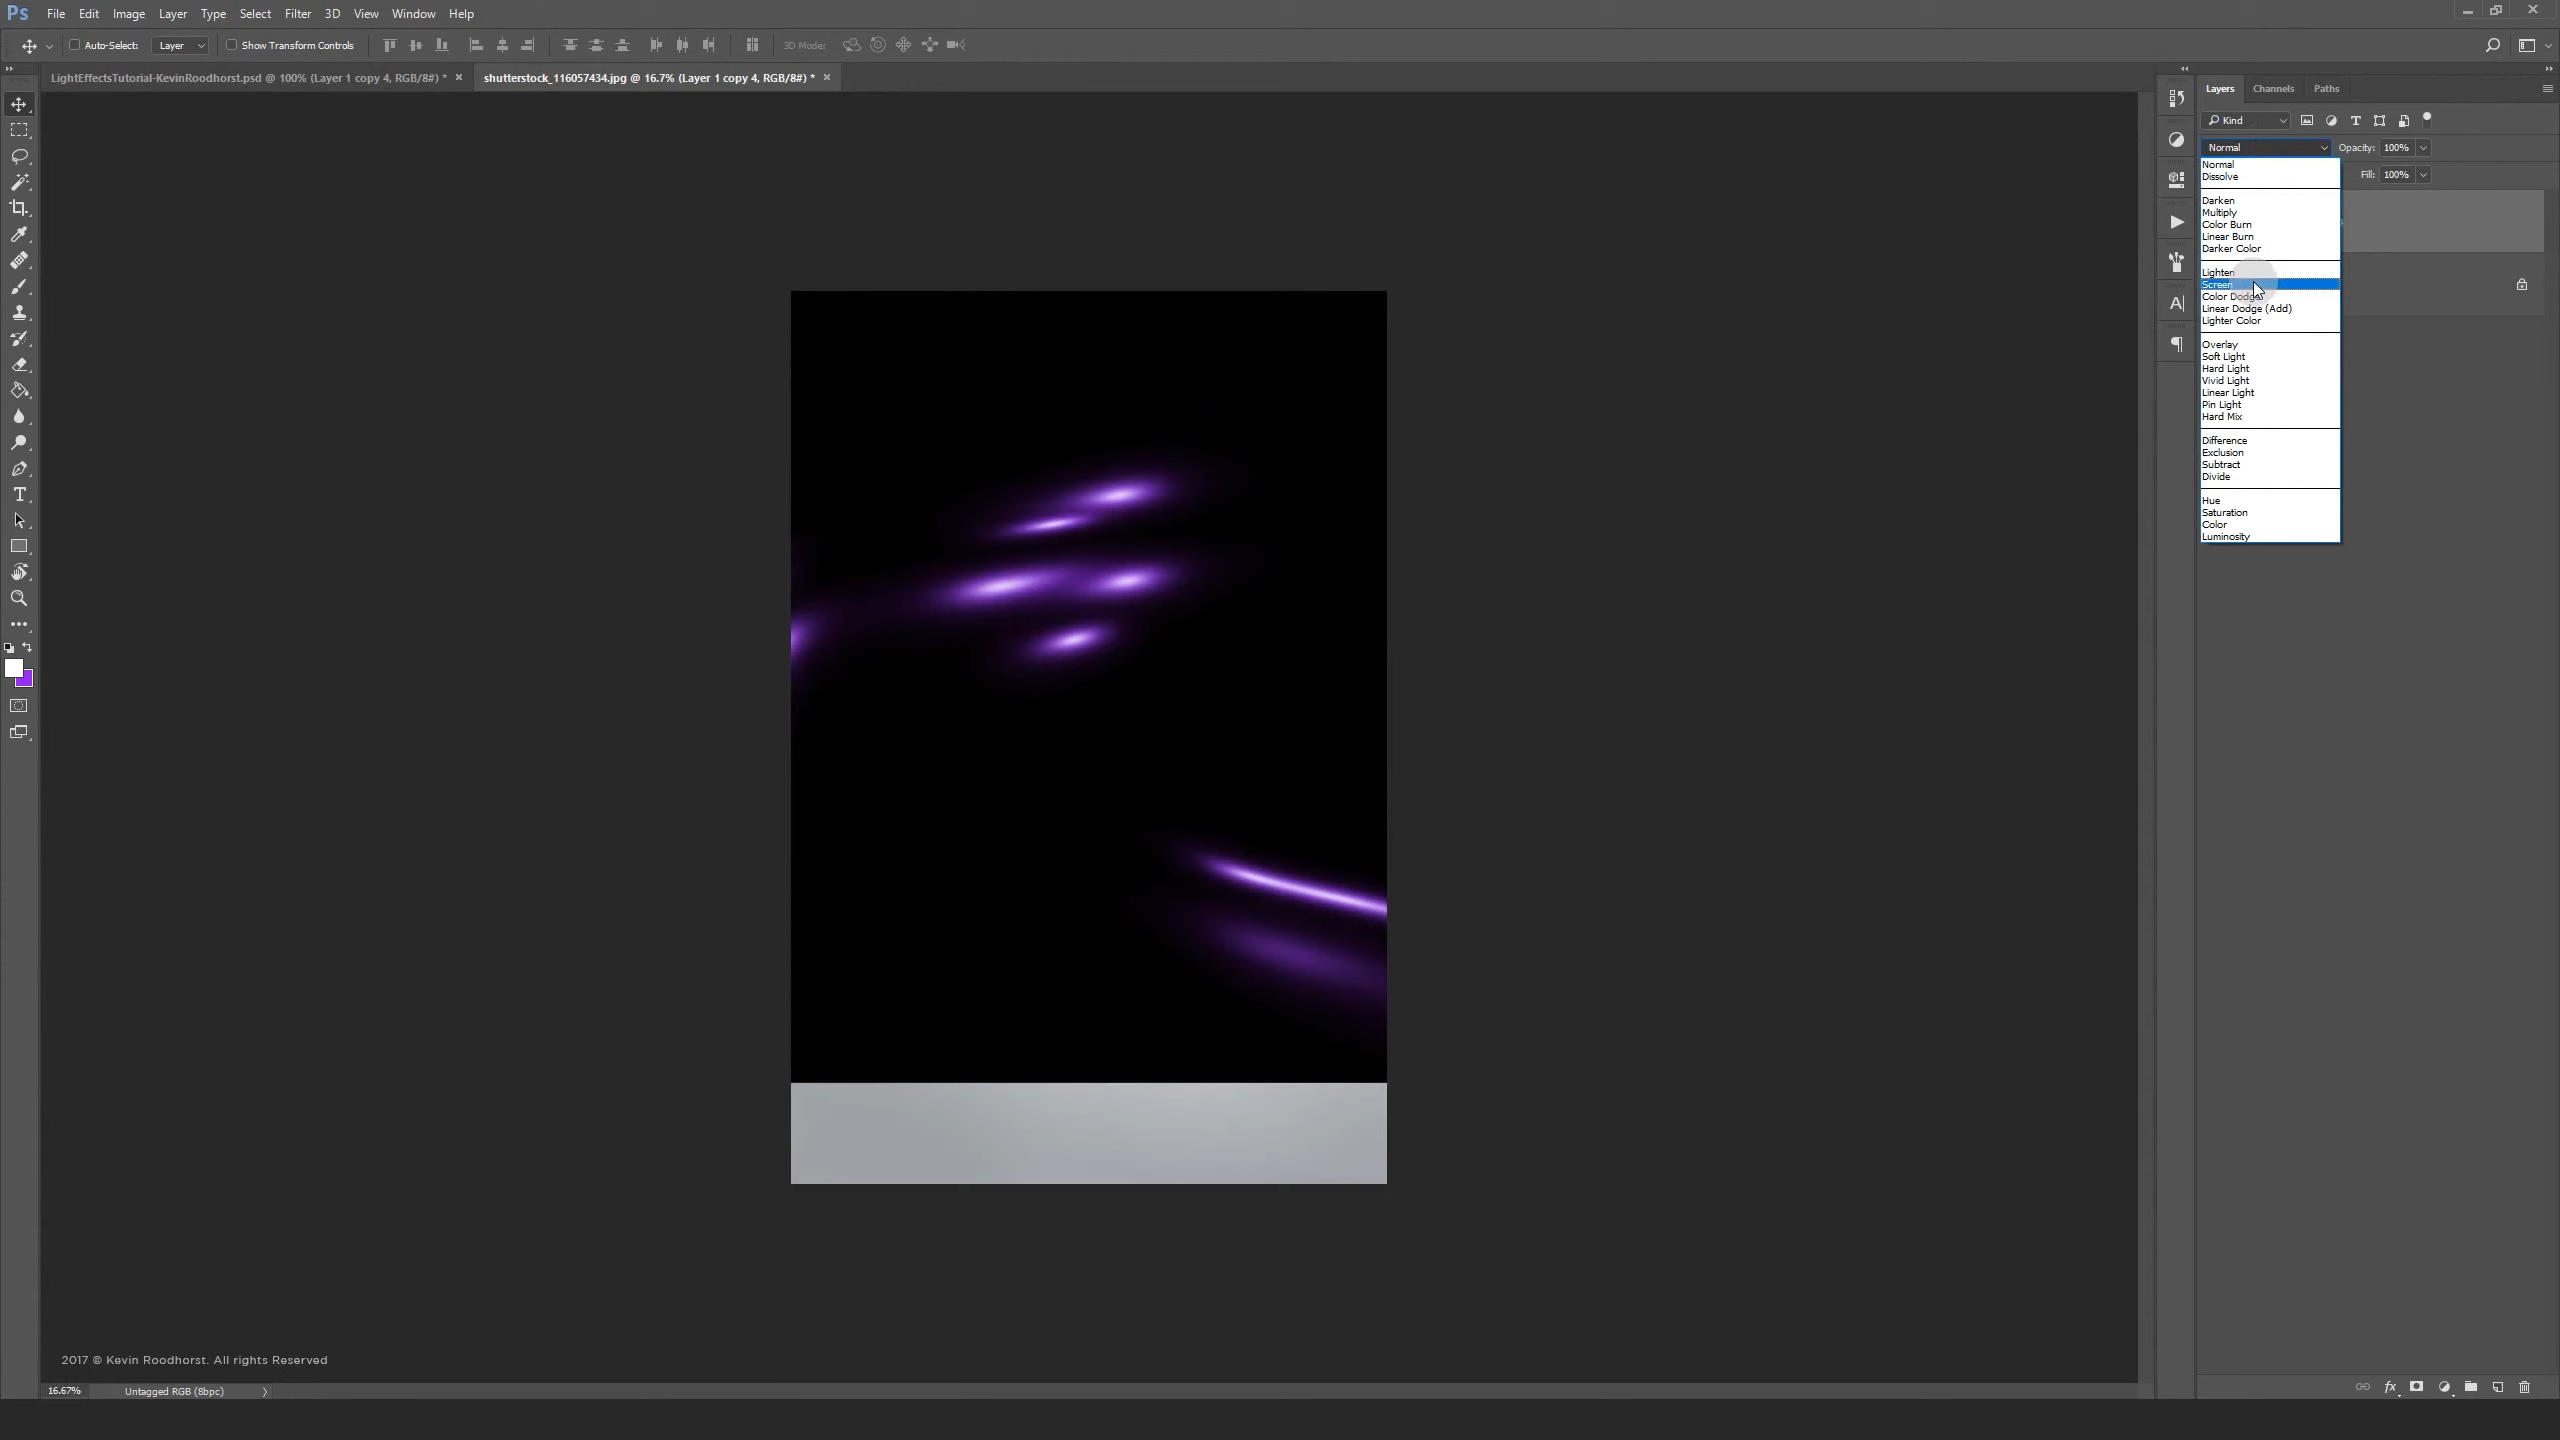 Ps File Edit Image Layer Type Select Filter 3D View Window Help
Auto-Select: Layer Show Transform Controls 3D Mode:
LightEffectsTutorial-KevinRoodhorst.psd @ 100% (Layer 1 copy 4, RGB/8#) * × shutterstock_116057434.jpg @ 16.7% (Layer 1 copy 4, RGB/8#) * ×
Layers Channels Paths
Kind
Normal Opacity: 100%
Fill: 100%
Normal
Dissolve
Darken
Multiply
Color Burn
Linear Burn
Darker Color
Lighten
Screen
Color Dodge
Linear Dodge (Add)
Lighter Color
Overlay
Soft Light
Hard Light
Vivid Light
Linear Light
Pin Light
Hard Mix
Difference
Exclusion
Subtract
Divide
Hue
Saturation
Color
Luminosity
2017 © Kevin Roodhorst. All rights Reserved
16.67% Untagged RGB (8bpc)